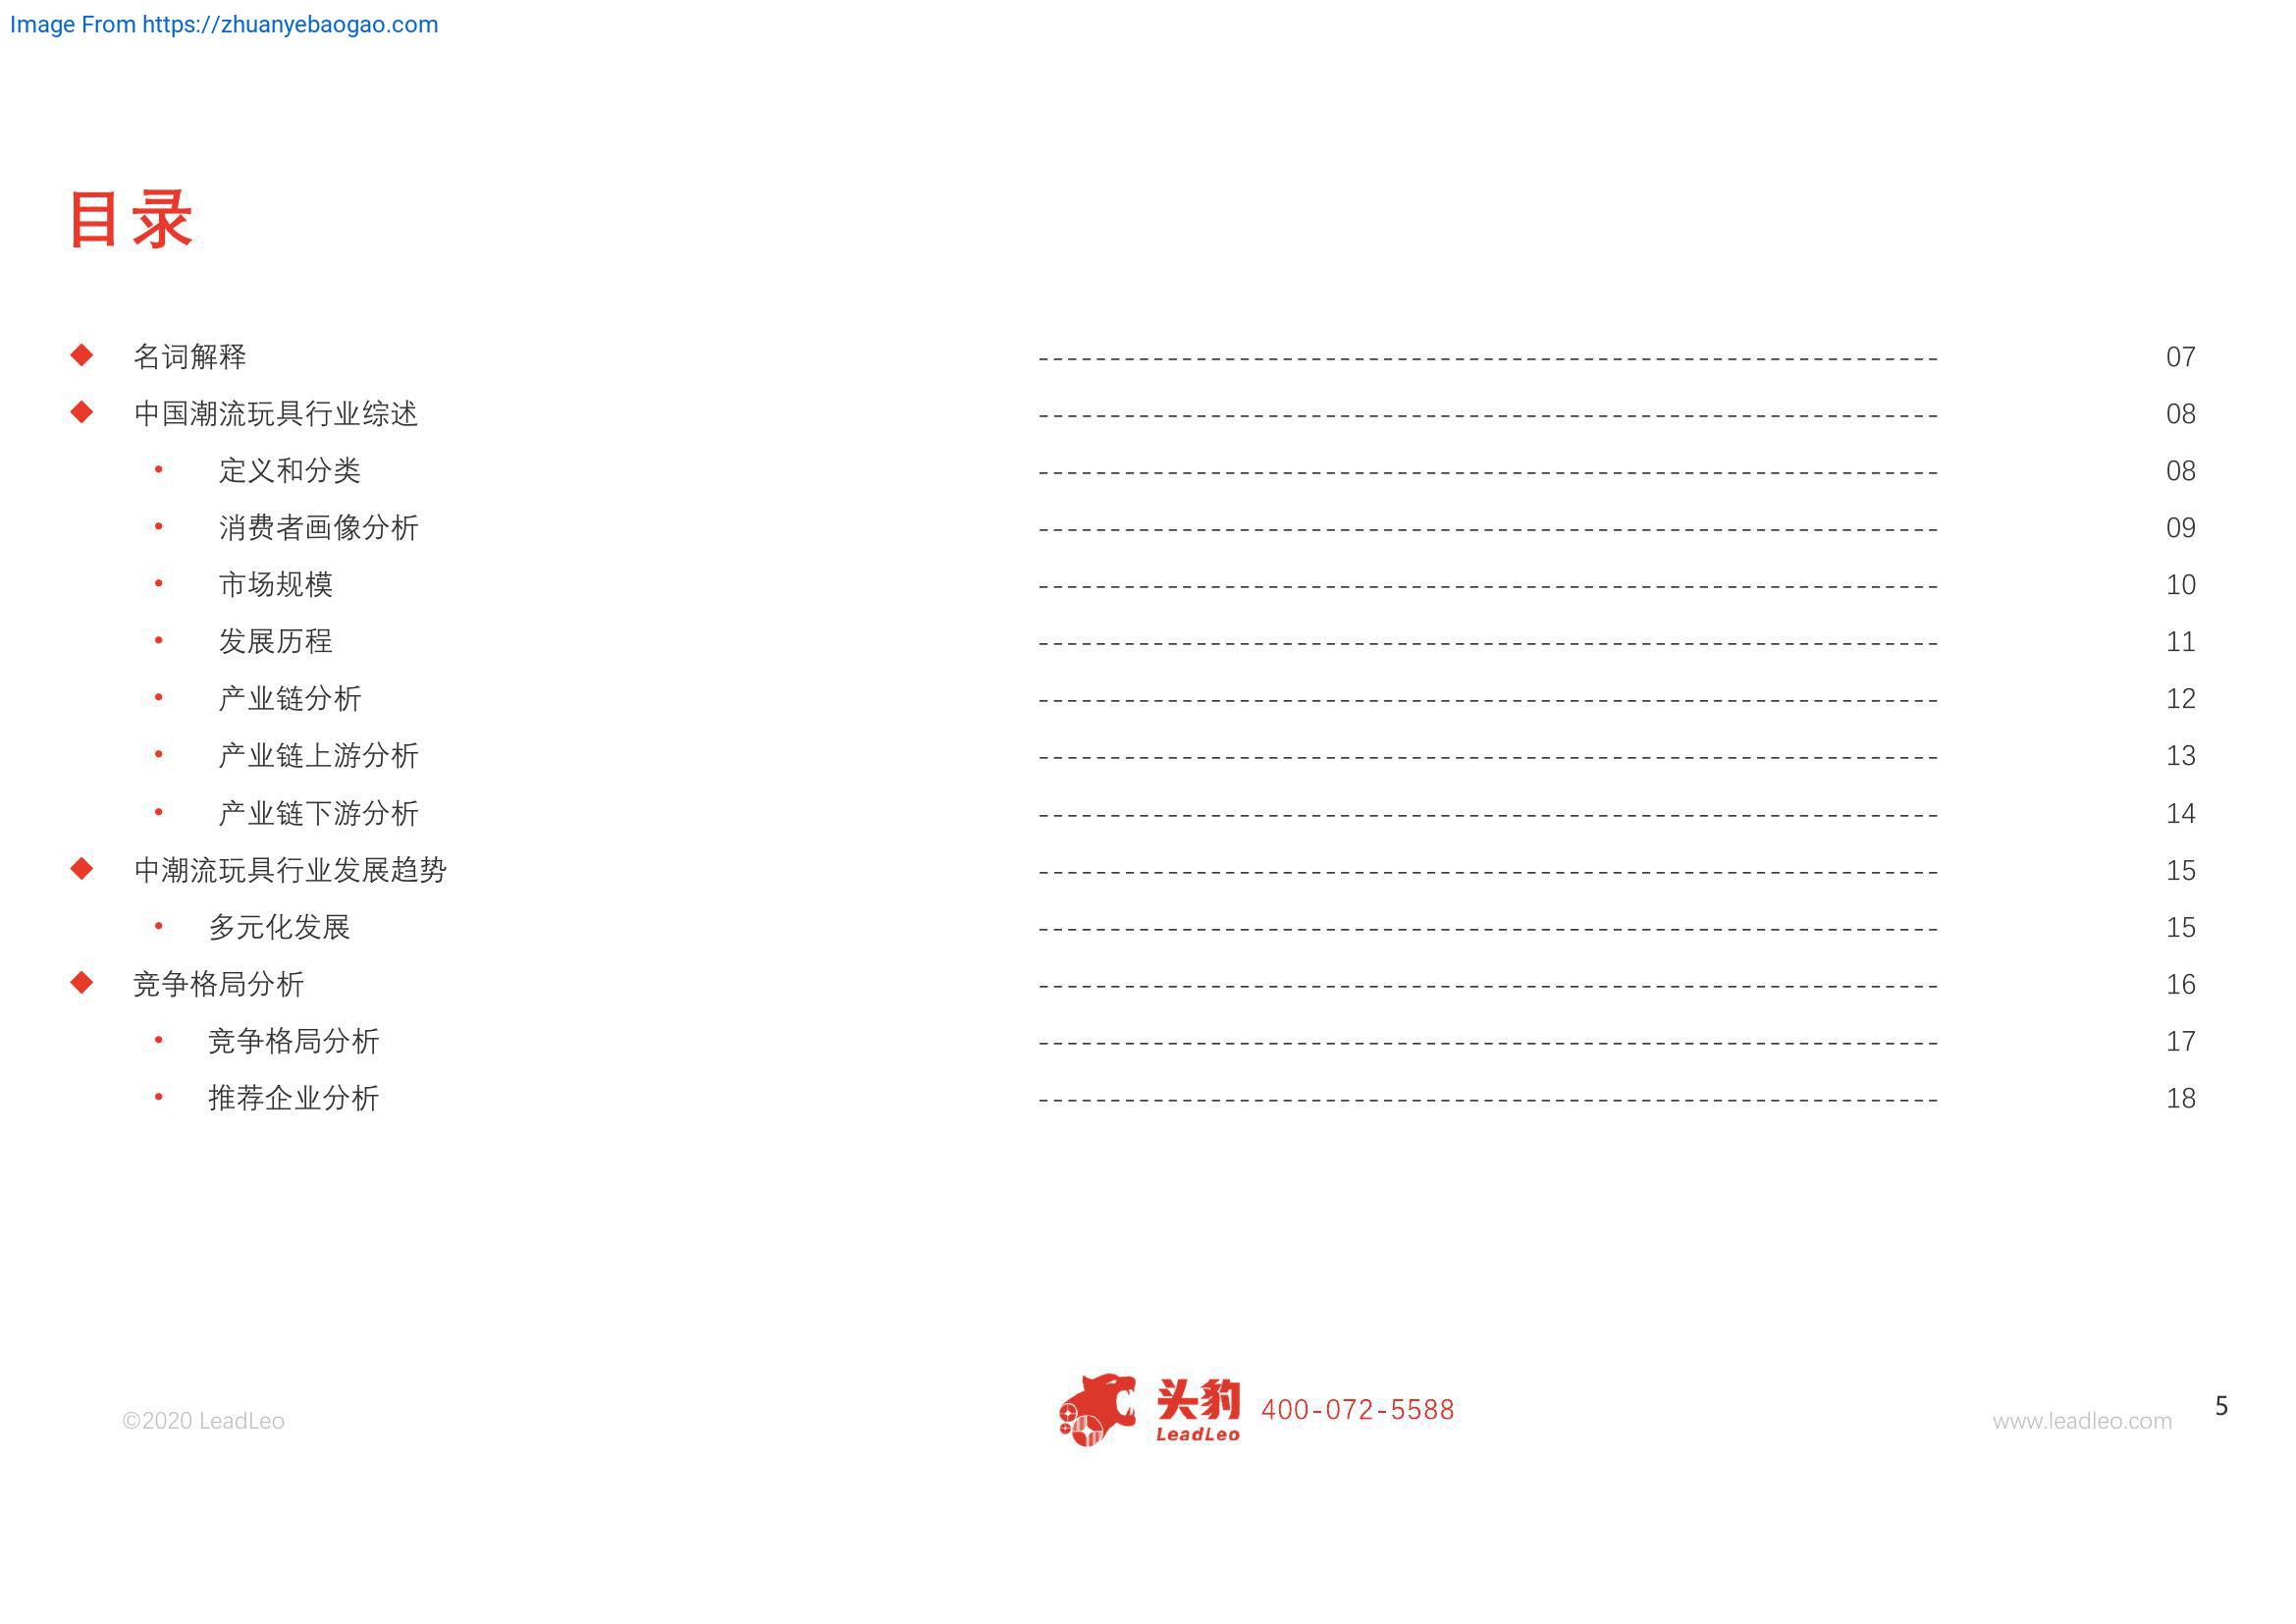 Image From https://zhuanyebaogao.com
目录
◆ 名词解释 07
◆ 中国潮流玩具行业综述 08
• 定义和分类 08
• 消费者画像分析 09
• 市场规模 10
• 发展历程 11
• 产业链分析 12
• 产业链上游分析 13
• 产业链下游分析 14
◆ 中潮流玩具行业发展趋势 15
• 多元化发展 15
◆ 竞争格局分析 16
• 竞争格局分析 17
• 推荐企业分析 18
©2020 LeadLeo
头豹
LeadLeo
400-072-5588
www.leadleo.com
5